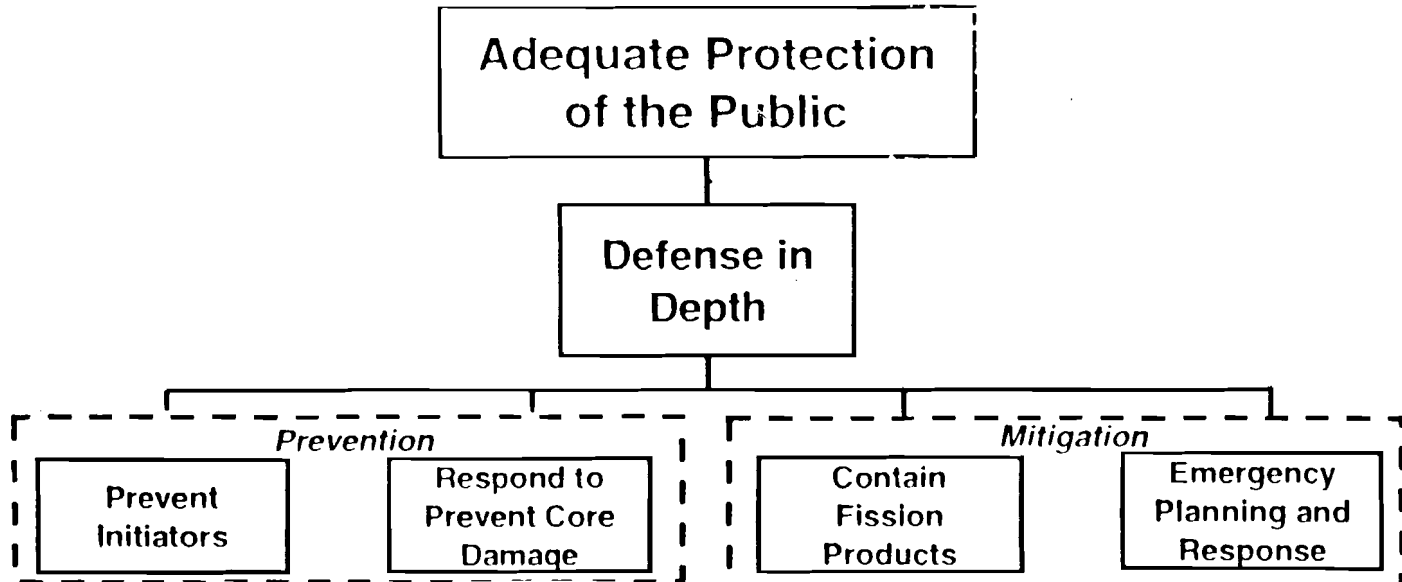 Adequate Protection
of the Public
Defense in
Depth
Prevention
Prevent
Initiators
Respond to
Prevent Core
Damage
Mitigation
Contain
Fission
Products
Emergency
Planning and
Response